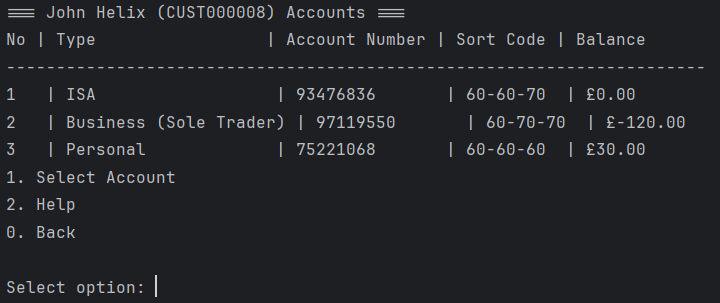 === John Helix (CUST000008) Accounts ===
No | Type                 | Account Number | Sort Code | Balance
----------------------------------------------------------------------
1   | ISA                  | 93476836       | 60-60-70  | £0.00
2   | Business (Sole Trader) | 97119550       | 60-70-70  | £-120.00
3   | Personal             | 75221068       | 60-60-60  | £30.00
1. Select Account
2. Help
0. Back
Select option: